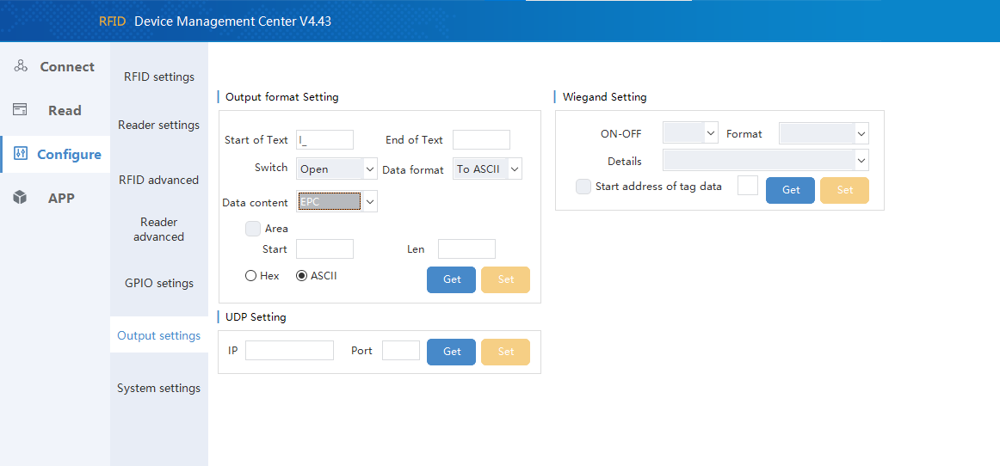 RFID Device Management Center V4.43
Connect
Read
Configure
APP
RFID settings
Reader settings
RFID advanced
Reader
advanced
GPIO setings
Output settings
System settings
Output format Setting
Start of Text I_ End of Text
Switch Open Data format To ASCII
Data content EPC
Area
Start Len
Hex ASCII Get Set
UDP Setting
IP Port Get Set
Wiegand Setting
ON-OFF Format
Details
Start address of tag data Get Set